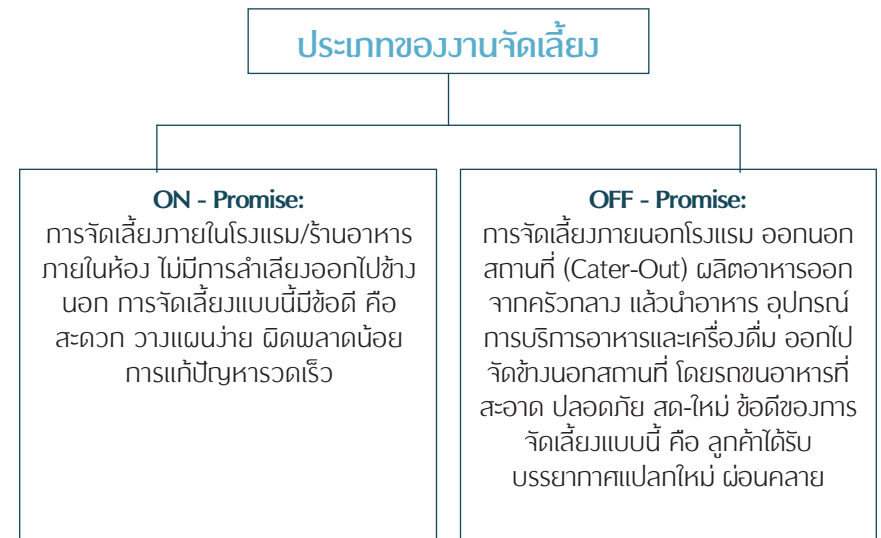 ประเภทของงานจัดเลี้ยง
ON - Promise:
การจัดเลี้ยงภายในโรงแรม/ร้านอาหาร
ภายในห้อง ไม่มีการลำเลียงออกไปข้าง
นอก การจัดเลี้ยงแบบนี้มีข้อดี คือ
สะดวก วางแผนง่าย ผิดพลาดน้อย
การแก้ปัญหารวดเร็ว
OFF - Promise:
การจัดเลี้ยงภายนอกโรงแรม ออกนอก
สถานที่ (Cater-Out) ผลิตอาหารออก
จากครัวกลาง แล้วนำอาหาร อุปกรณ์
การบริการอาหารและเครื่องดื่ม ออกไป
จัดข้างนอกสถานที่ โดยรถขนอาหารที่
สะอาด ปลอดภัย สด-ใหม่ ข้อดีของการ
จัดเลี้ยงแบบนี้ คือ ลูกค้าได้รับ
บรรยากาศแปลกใหม่ ผ่อนคลาย